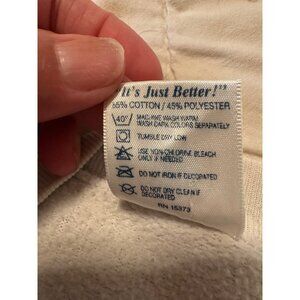 "It's Just Better!"®
55% COTTON / 45% POLYESTER
40° MACHINE WASH WARM
WASH DARK COLORS SEPARATELY
TUMBLE DRY LOW
USE NON-CHLORINE BLEACH
ONLY IF NEEDED
DO NOT IRON IF DECORATED
DO NOT DRY CLEAN IF
DECORATED
RN 15373